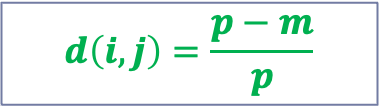 d(i, j) = (p − m) / p